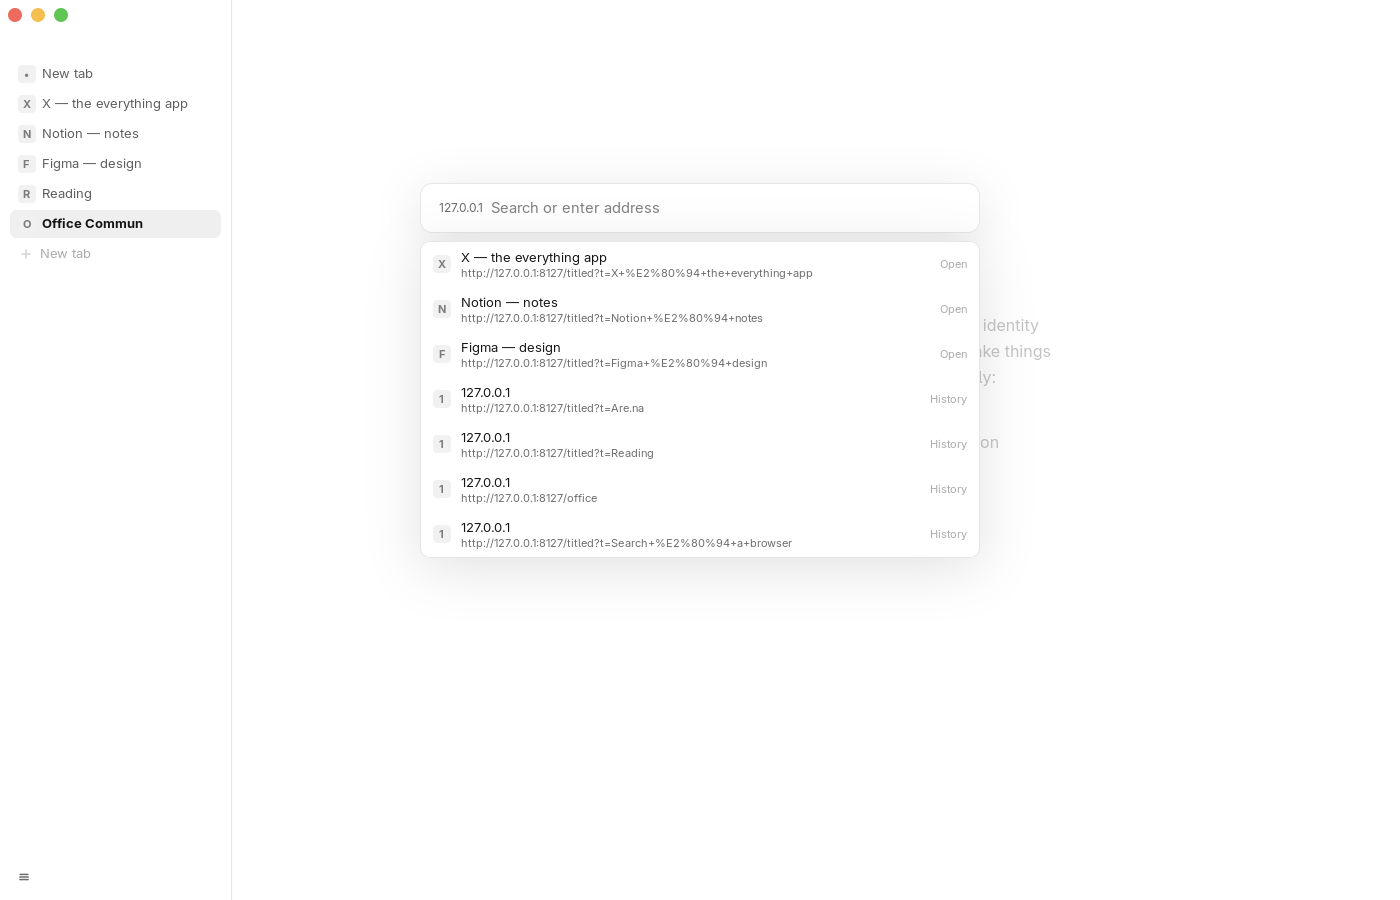 • New tab
X X — the everything app
N Notion — notes
F Figma — design
R Reading
O Office Commun
+ New tab
127.0.0.1 Search or enter address
X X — the everything app
http://127.0.0.1:8127/titled?t=X+%E2%80%94+the+everything+app
Open
N Notion — notes
http://127.0.0.1:8127/titled?t=Notion+%E2%80%94+notes
Open
F Figma — design
http://127.0.0.1:8127/titled?t=Figma+%E2%80%94+design
Open
1 127.0.0.1
http://127.0.0.1:8127/titled?t=Are.na
History
1 127.0.0.1
http://127.0.0.1:8127/titled?t=Reading
History
1 127.0.0.1
http://127.0.0.1:8127/office
History
1 127.0.0.1
http://127.0.0.1:8127/titled?t=Search+%E2%80%94+a+browser
History
identity
things